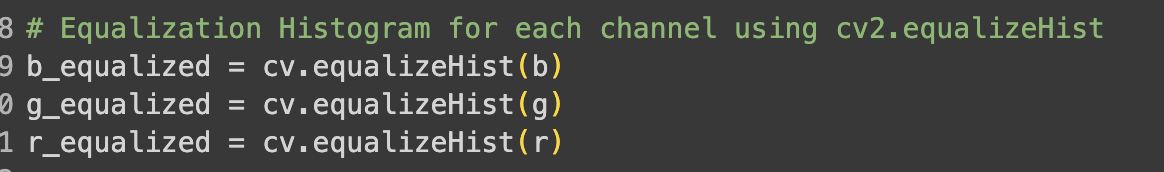 8 # Equalization Histogram for each channel using cv2.equalizeHist
9 b_equalized = cv.equalizeHist(b)
0 g_equalized = cv.equalizeHist(g)
1 r_equalized = cv.equalizeHist(r)